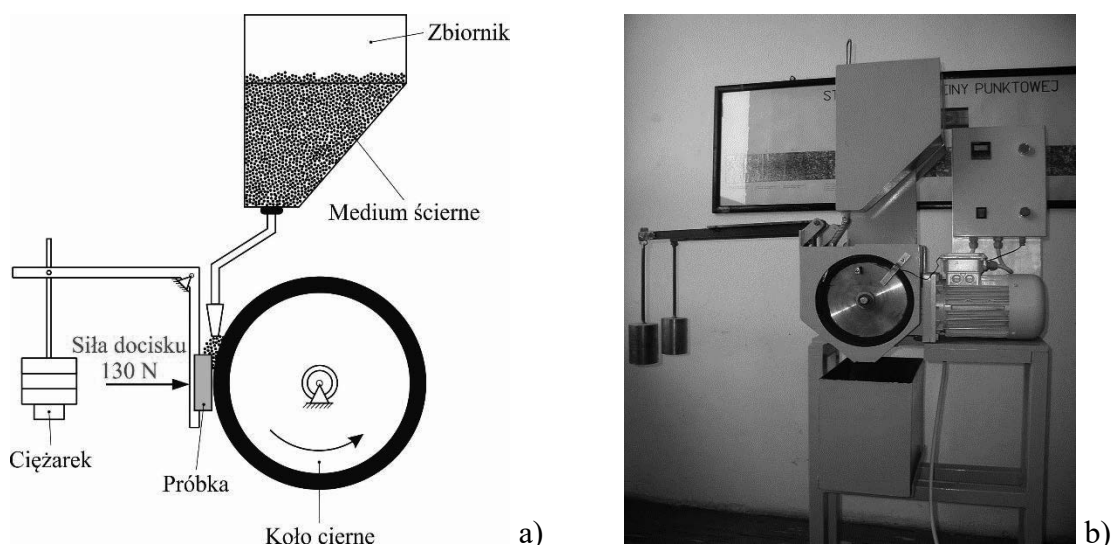 Zbiornik
Medium ścierne
Siła docisku
130 N
Ciężarek
Próbka
Koło cierne
a)
ST
INY PUNKTOWEJ
b)